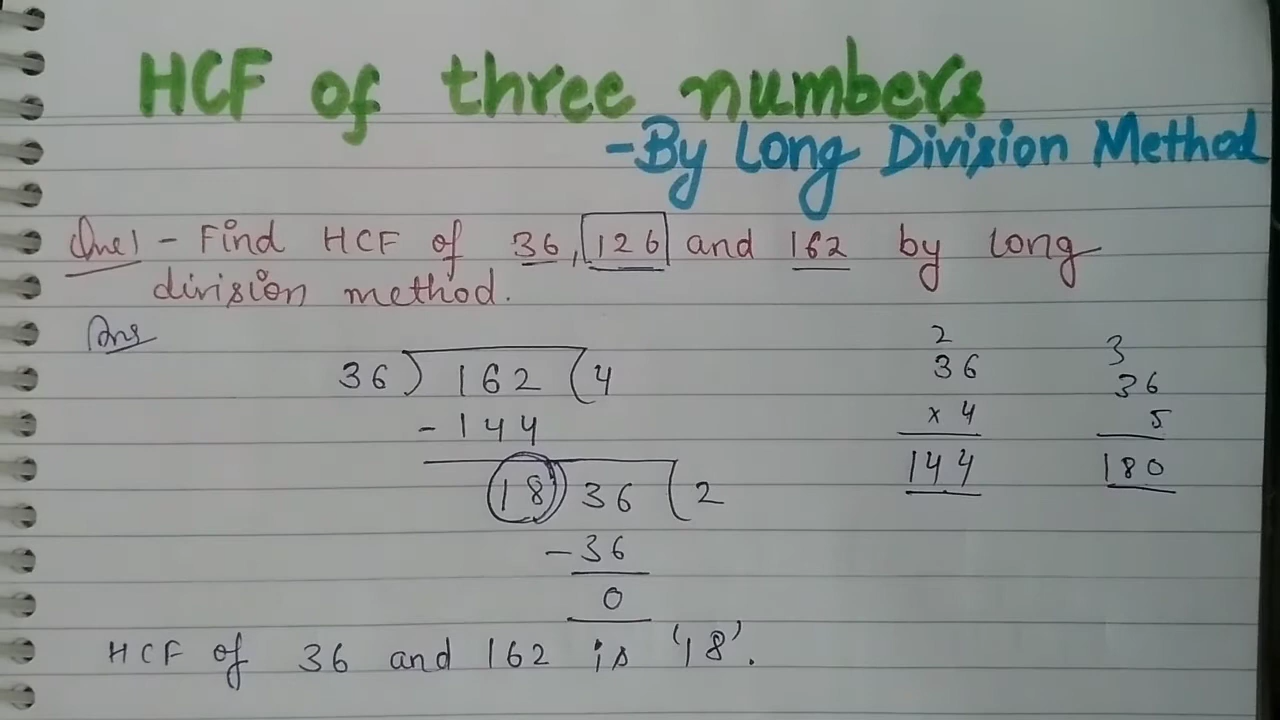 HCF of three numbers
-By Long Division Method
Que1 - Find HCF of 36, 126 and 162 by long
division method.
Ans
36) 162 (4
- 144
18) 36 (2
- 36
0
2
36
x 4
144
3
36
5
180
HCF of 36 and 162 is '18'.